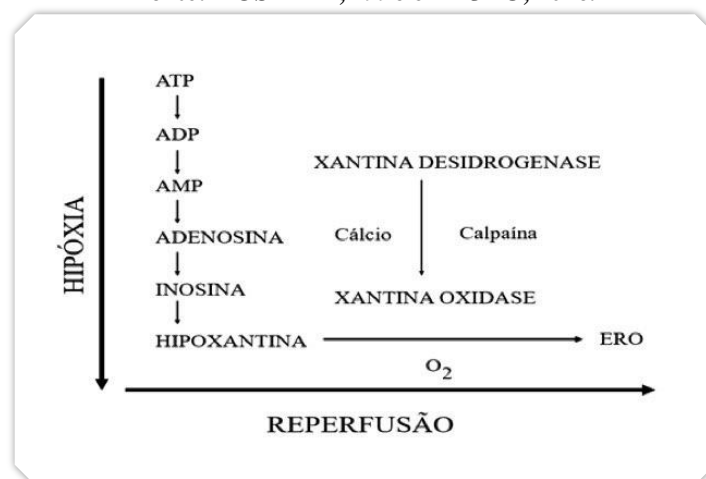 ATP
ADP
AMP
ADENOSINA
INOSINA
HIPOXANTINA
HIPÓXIA
XANTINA DESIDROGENASE
Cálcio Calpaína
XANTINA OXIDASE
ERO
O2
REPERFUSÃO